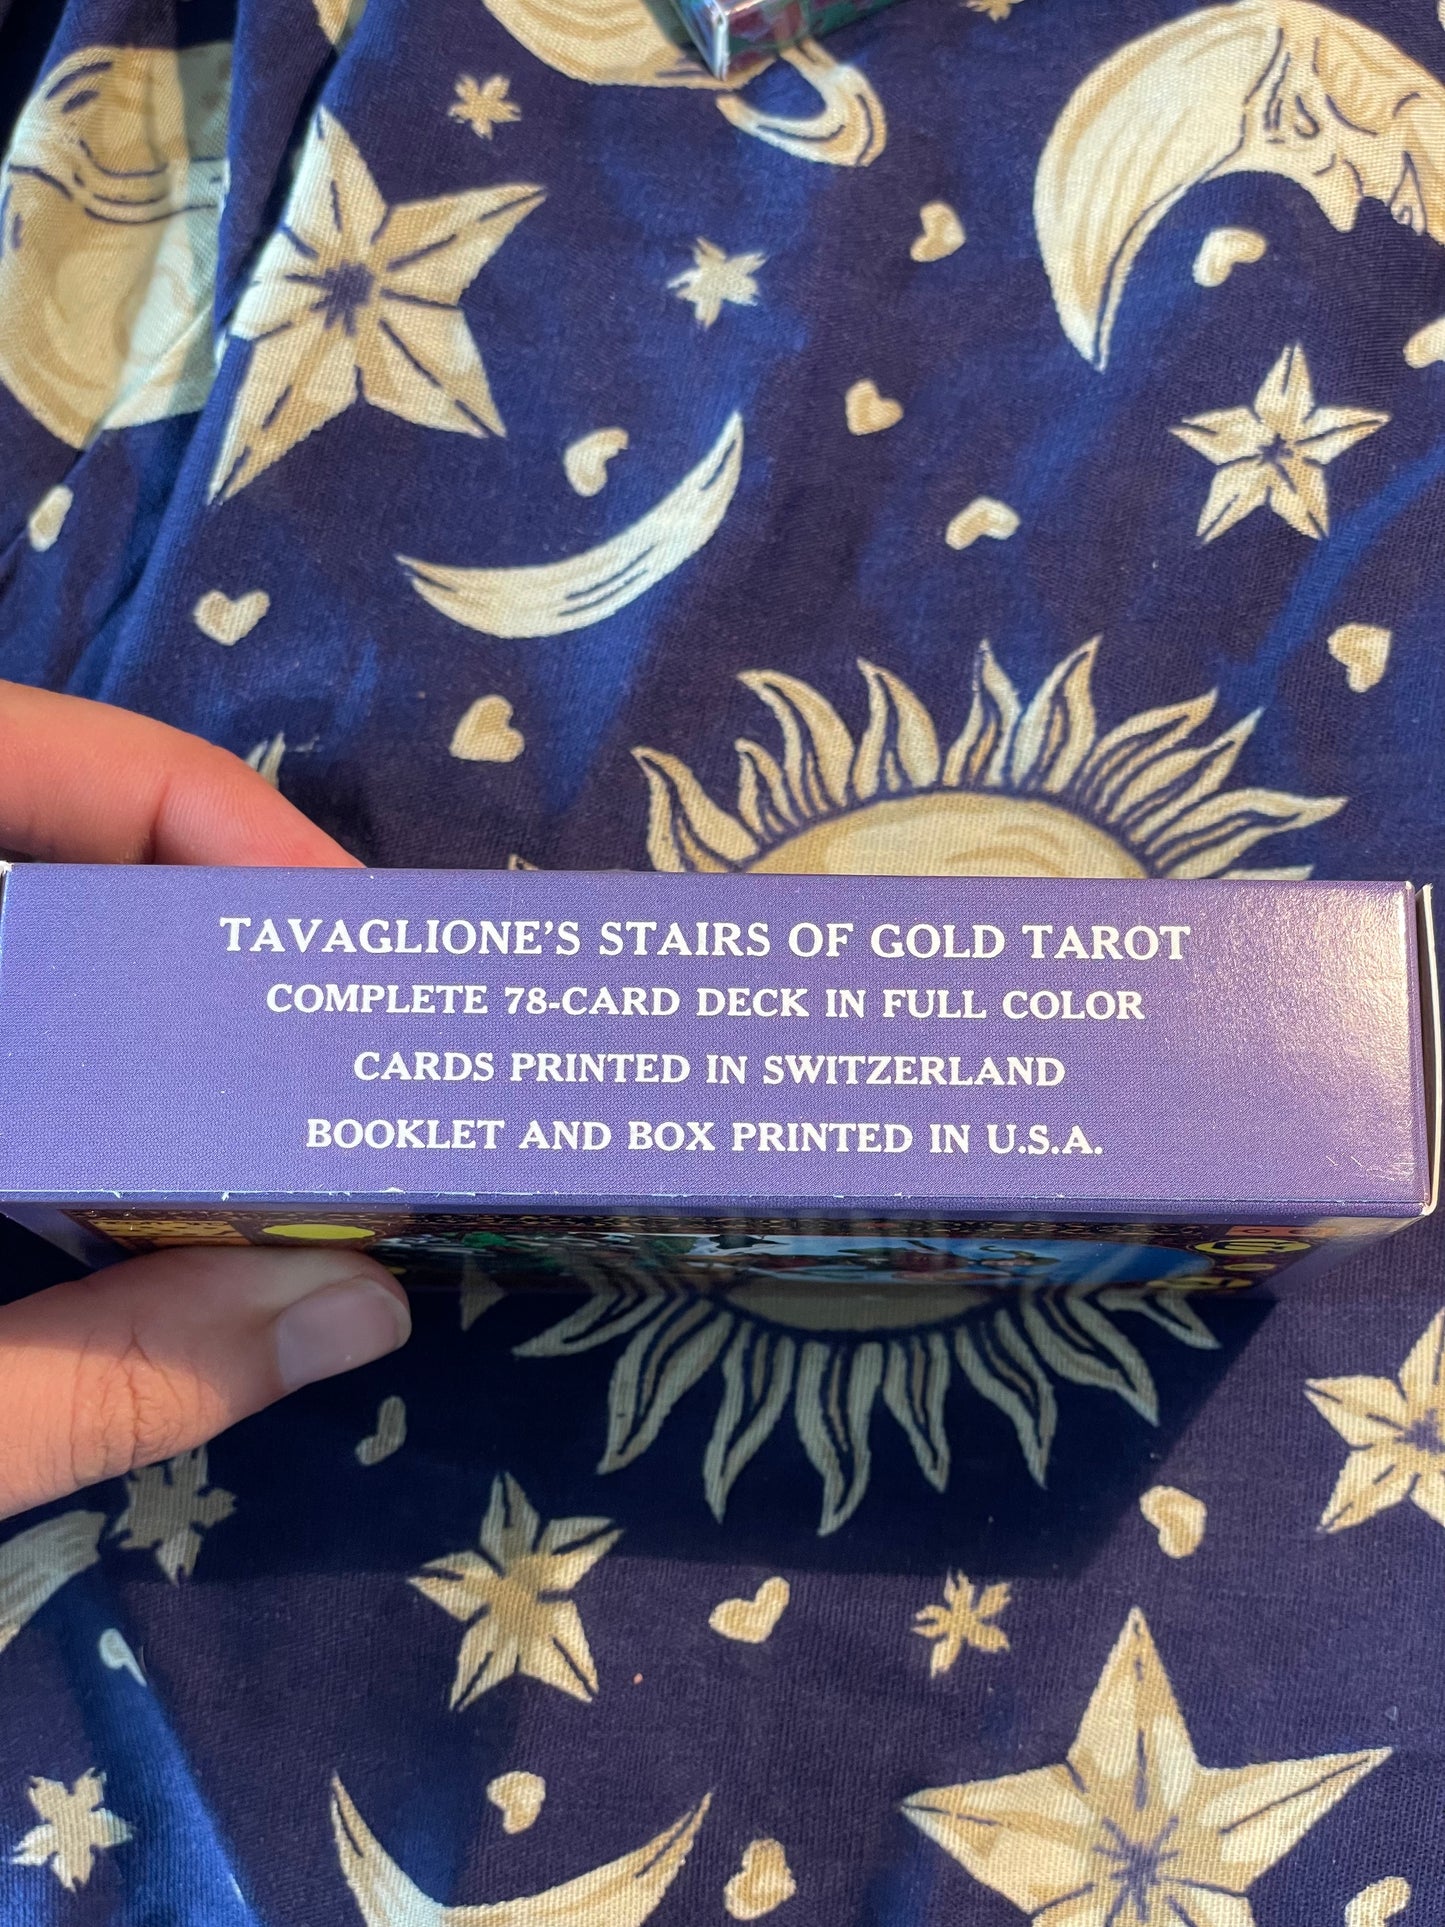 TAVAGLIONE'S STAIRS OF GOLD TAROT
COMPLETE 78-CARD DECK IN FULL COLOR
CARDS PRINTED IN SWITZERLAND
BOOKLET AND BOX PRINTED IN U.S.A.